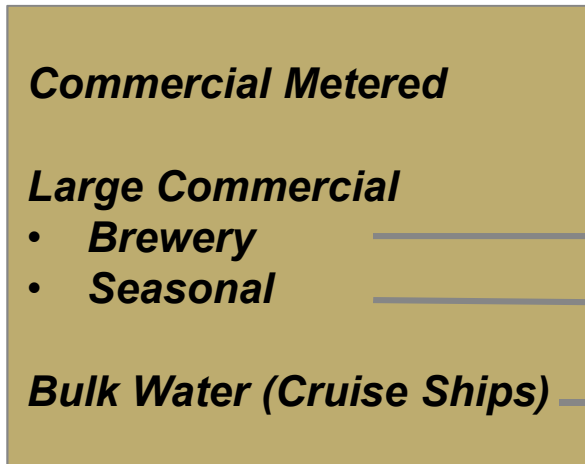 Commercial Metered
Large Commercial
• Brewery
• Seasonal
Bulk Water (Cruise Ships)